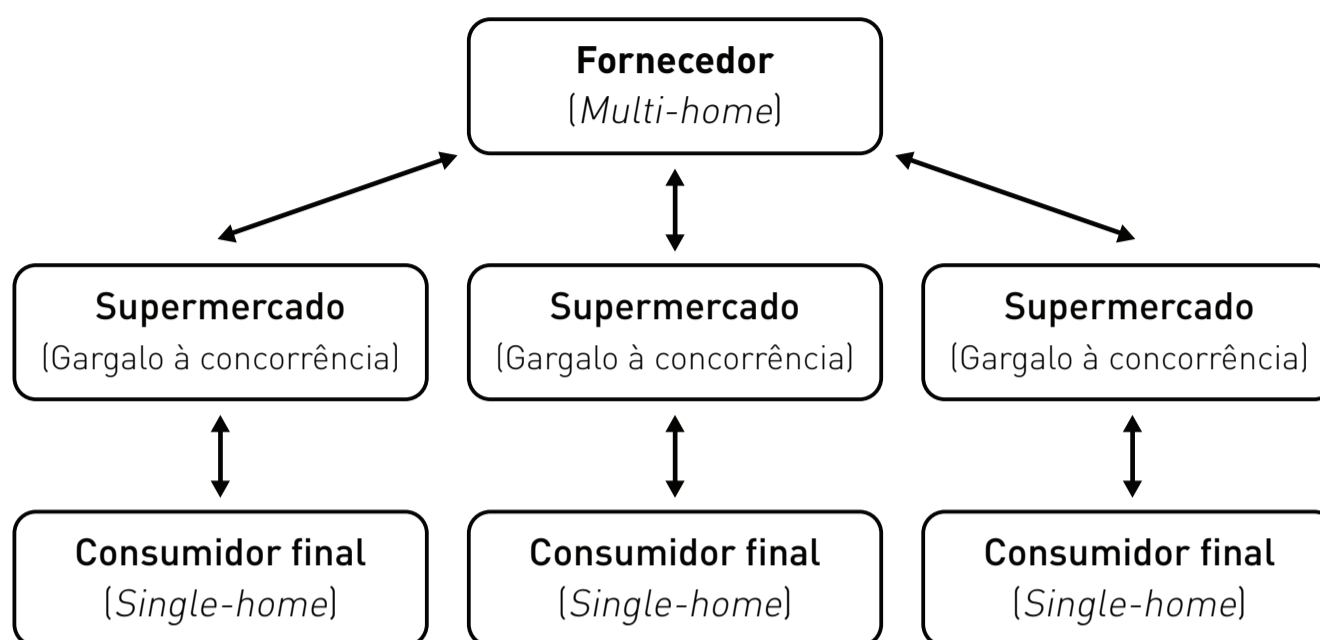 Fornecedor
(Multi-home)
Supermercado
(Gargalo à concorrência)
Supermercado
(Gargalo à concorrência)
Supermercado
(Gargalo à concorrência)
Consumidor final
(Single-home)
Consumidor final
(Single-home)
Consumidor final
(Single-home)